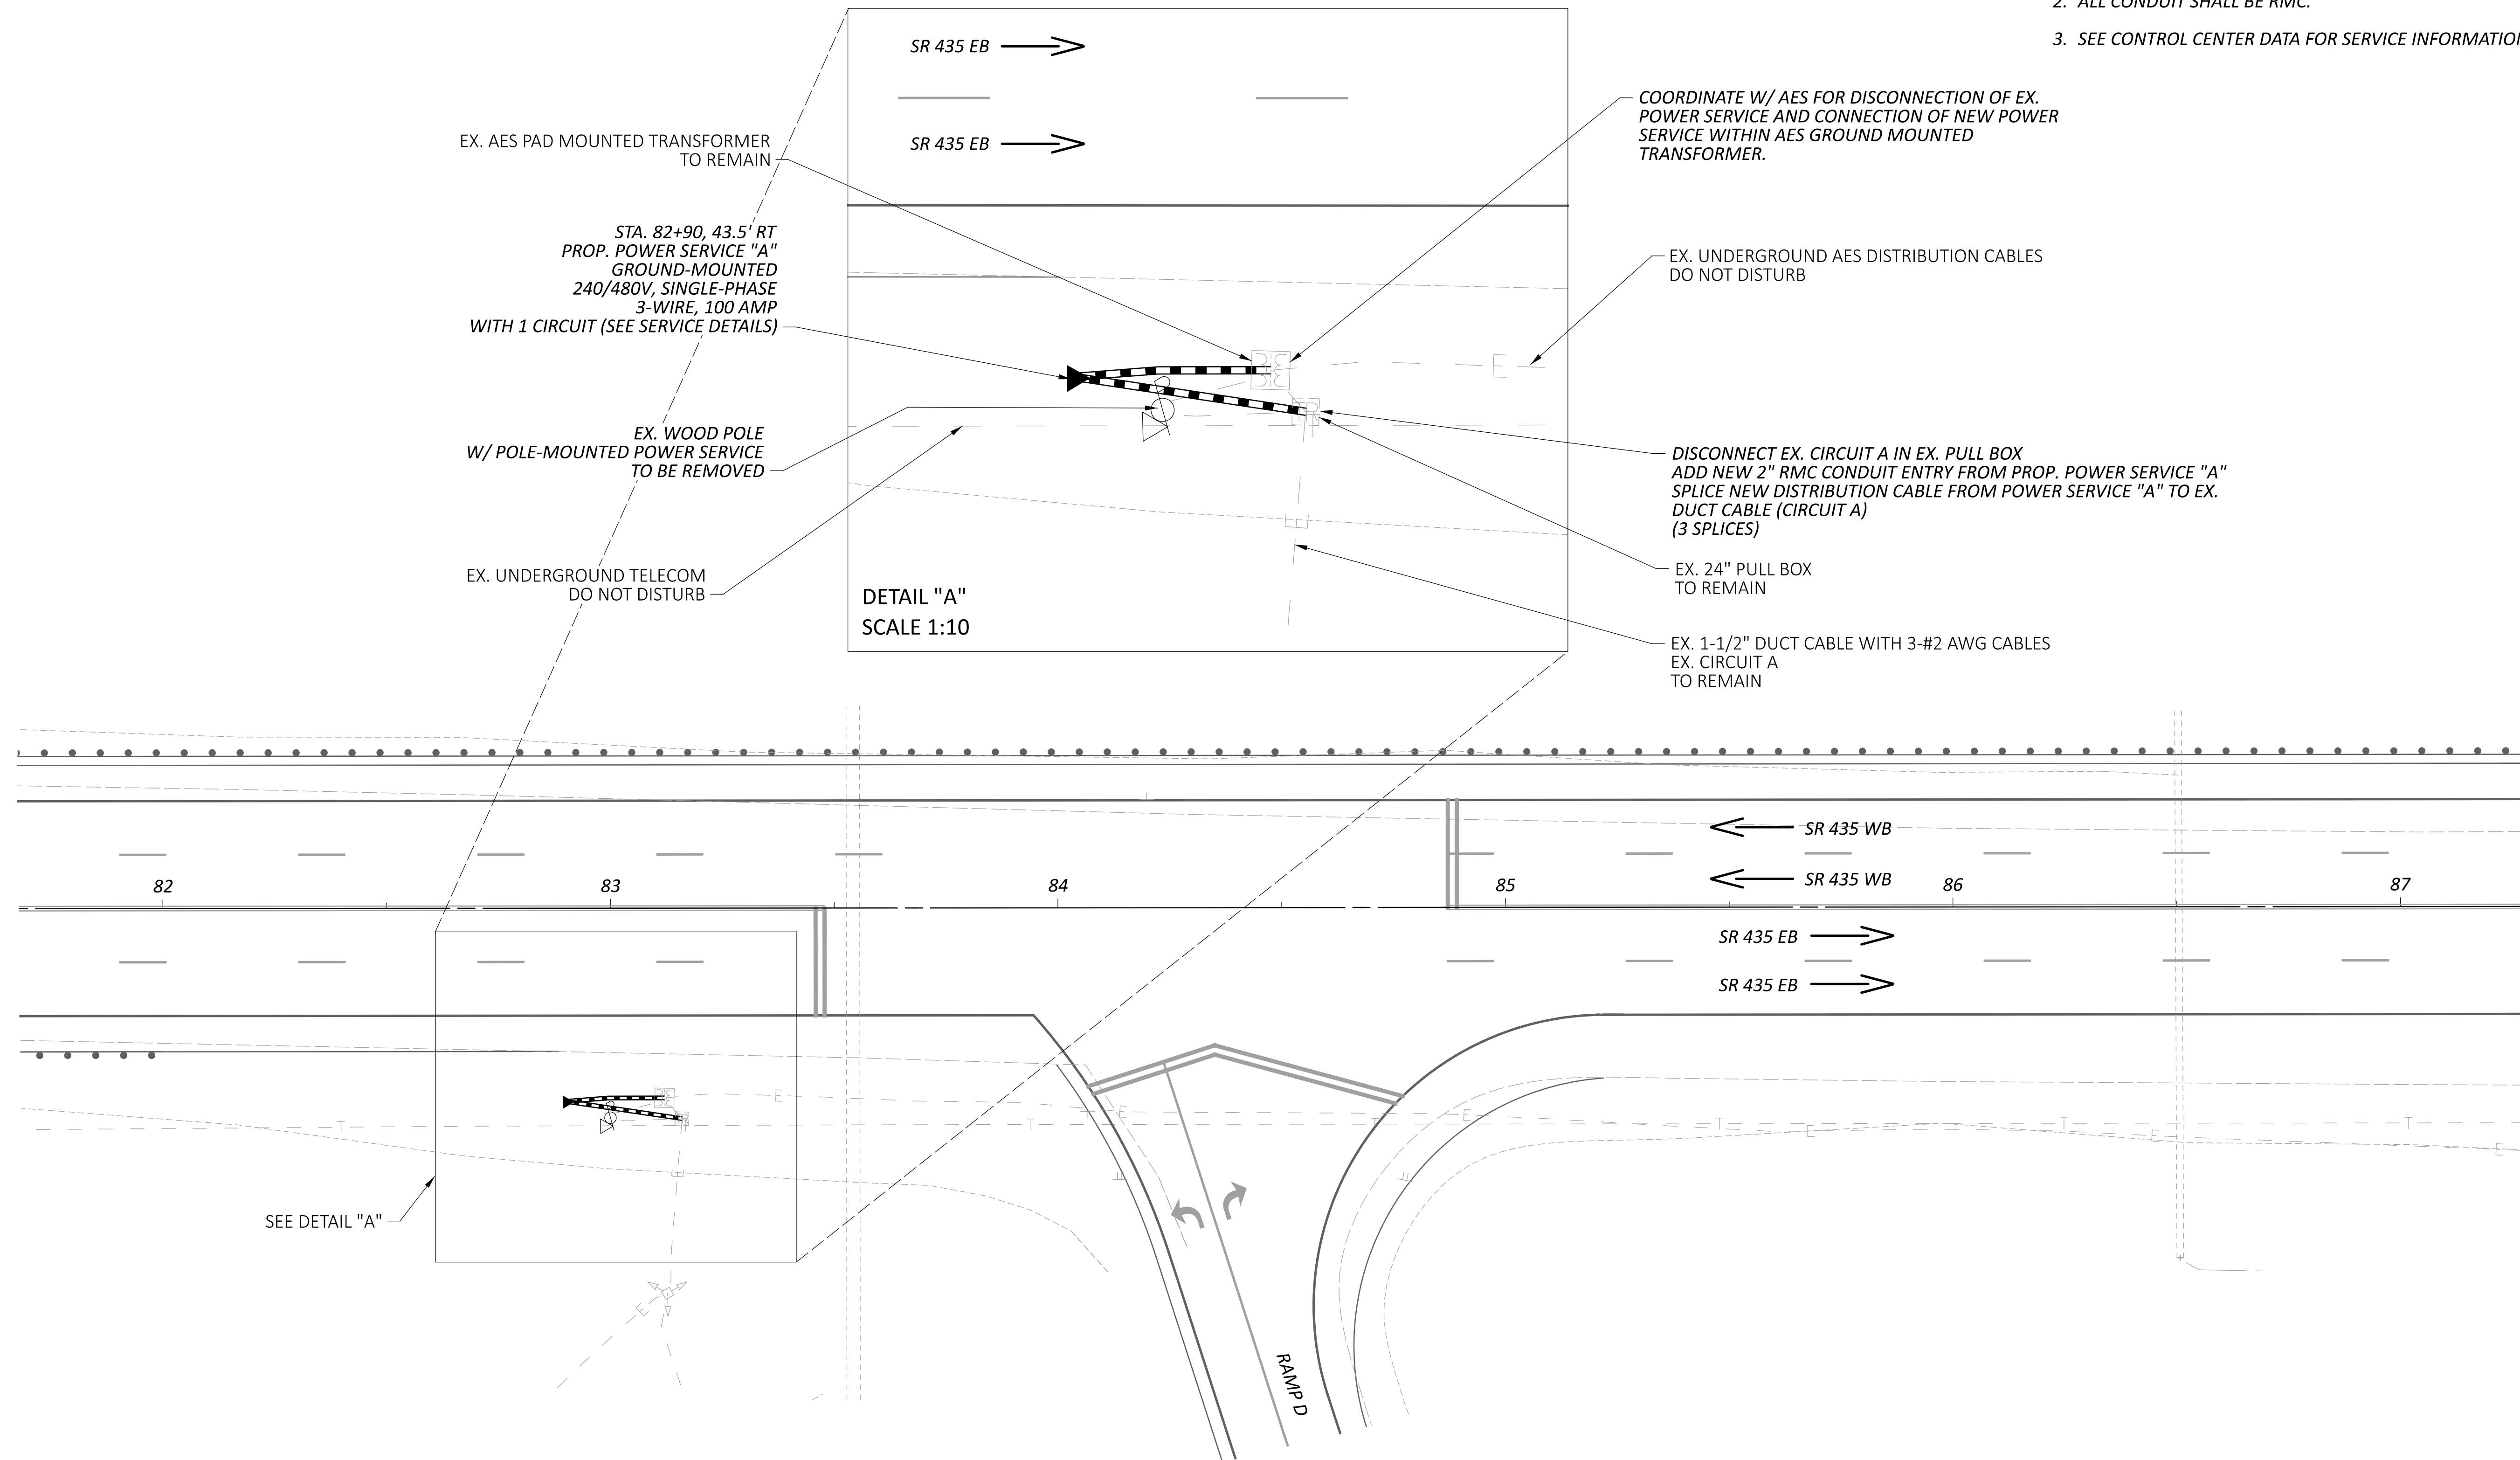 2. ALL CONDUIT SHALL BE RMC.
3. SEE CONTROL CENTER DATA FOR SERVICE INFORMATION
SR 435 EB
SR 435 EB
EX. AES PAD MOUNTED TRANSFORMER
TO REMAIN
STA. 82+90, 43.5' RT
PROP. POWER SERVICE "A"
GROUND-MOUNTED
240/480V, SINGLE-PHASE
3-WIRE, 100 AMP
WITH 1 CIRCUIT (SEE SERVICE DETAILS)
EX. WOOD POLE
W/ POLE-MOUNTED POWER SERVICE
TO BE REMOVED
EX. UNDERGROUND TELECOM
DO NOT DISTURB
COORDINATE W/ AES FOR DISCONNECTION OF EX.
POWER SERVICE AND CONNECTION OF NEW POWER
SERVICE WITHIN AES GROUND MOUNTED
TRANSFORMER.
EX. UNDERGROUND AES DISTRIBUTION CABLES
DO NOT DISTURB
E
DISCONNECT EX. CIRCUIT A IN EX. PULL BOX
ADD NEW 2" RMC CONDUIT ENTRY FROM PROP. POWER SERVICE "A"
SPLICE NEW DISTRIBUTION CABLE FROM POWER SERVICE "A" TO EX.
DUCT CABLE (CIRCUIT A)
(3 SPLICES)
EX. 24" PULL BOX
TO REMAIN
EX. 1-1/2" DUCT CABLE WITH 3-#2 AWG CABLES
EX. CIRCUIT A
TO REMAIN
E
DETAIL "A"
SCALE 1:10
SR 435 WB
SR 435 WB
82
83
84
85
86
87
SR 435 EB
SR 435 EB
E
E
E
E
E
E
T
T
T
T
T
T
T
E
E
SEE DETAIL "A"
RAMP D